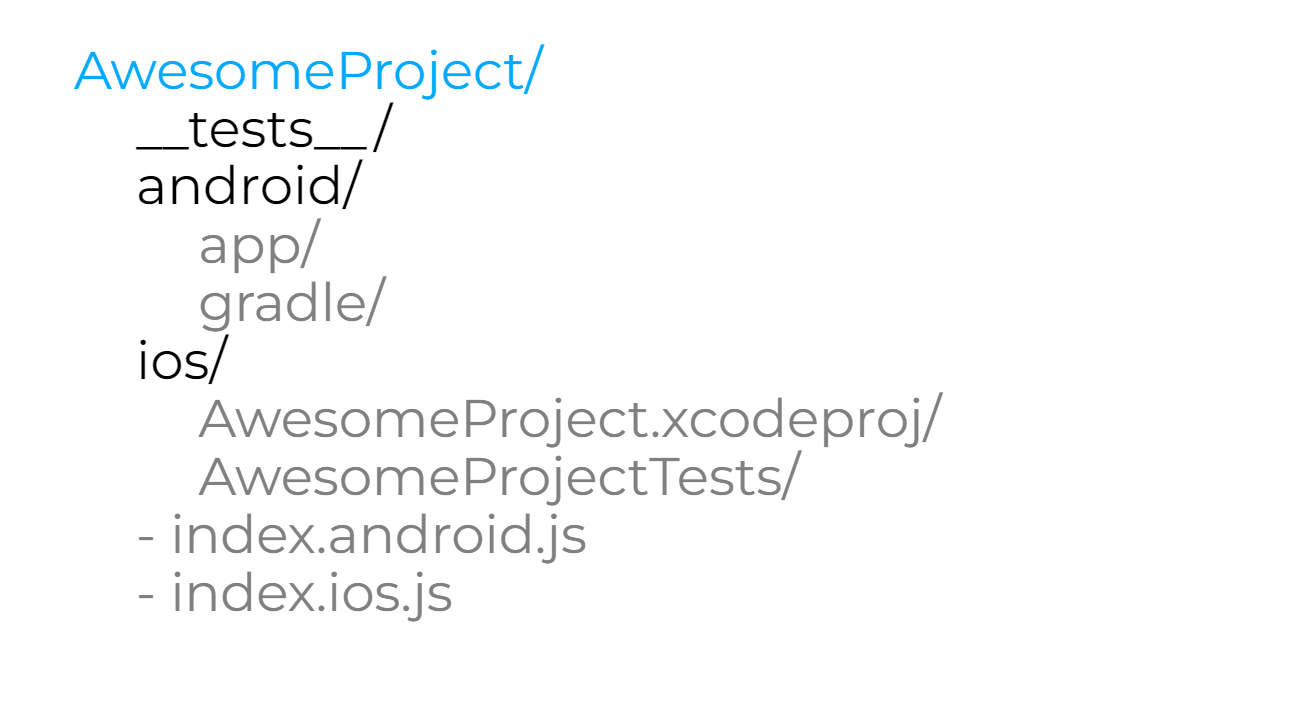 AwesomeProject/
__tests__/
android/
app/
gradle/
ios/
AwesomeProject.xcodeproj/
AwesomeProjectTests/
- index.android.js
- index.ios.js